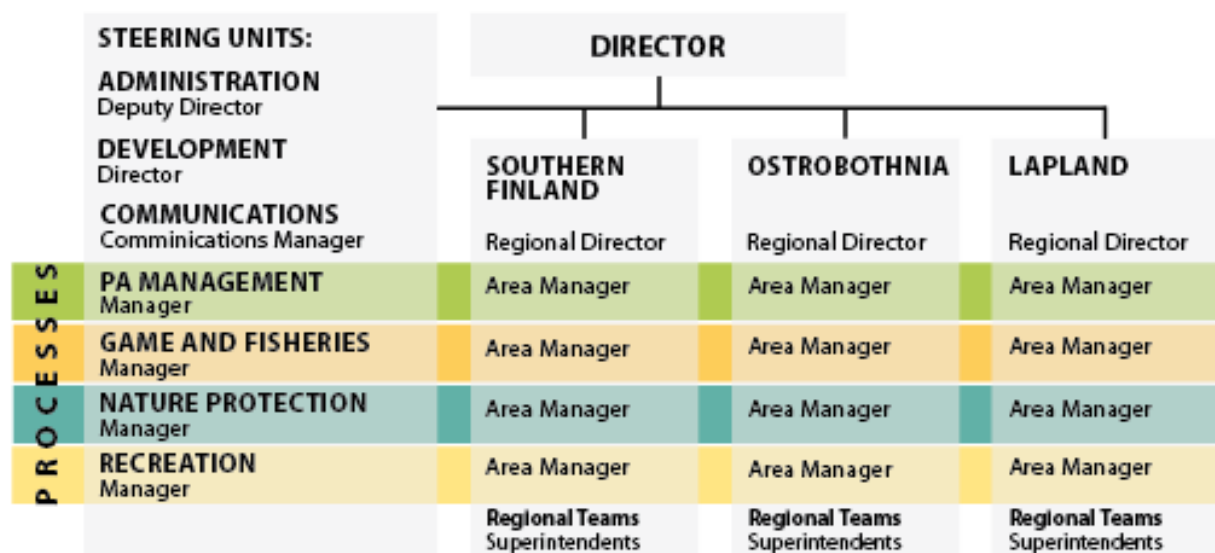 STEERING UNITS:
DIRECTOR
ADMINISTRATION
Deputy Director
DEVELOPMENT
Director
COMMUNICATIONS
Comminications Manager
SOUTHERN
FINLAND
Regional Director
OSTROBOTHNIA
Regional Director
LAPLAND
Regional Director
PROCESSES
PA MANAGEMENT
Manager
Area Manager
Area Manager
Area Manager
GAME AND FISHERIES
Manager
Area Manager
Area Manager
Area Manager
NATURE PROTECTION
Manager
Area Manager
Area Manager
Area Manager
RECREATION
Manager
Area Manager
Area Manager
Area Manager
Regional Teams
Superintendents
Regional Teams
Superintendents
Regional Teams
Superintendents